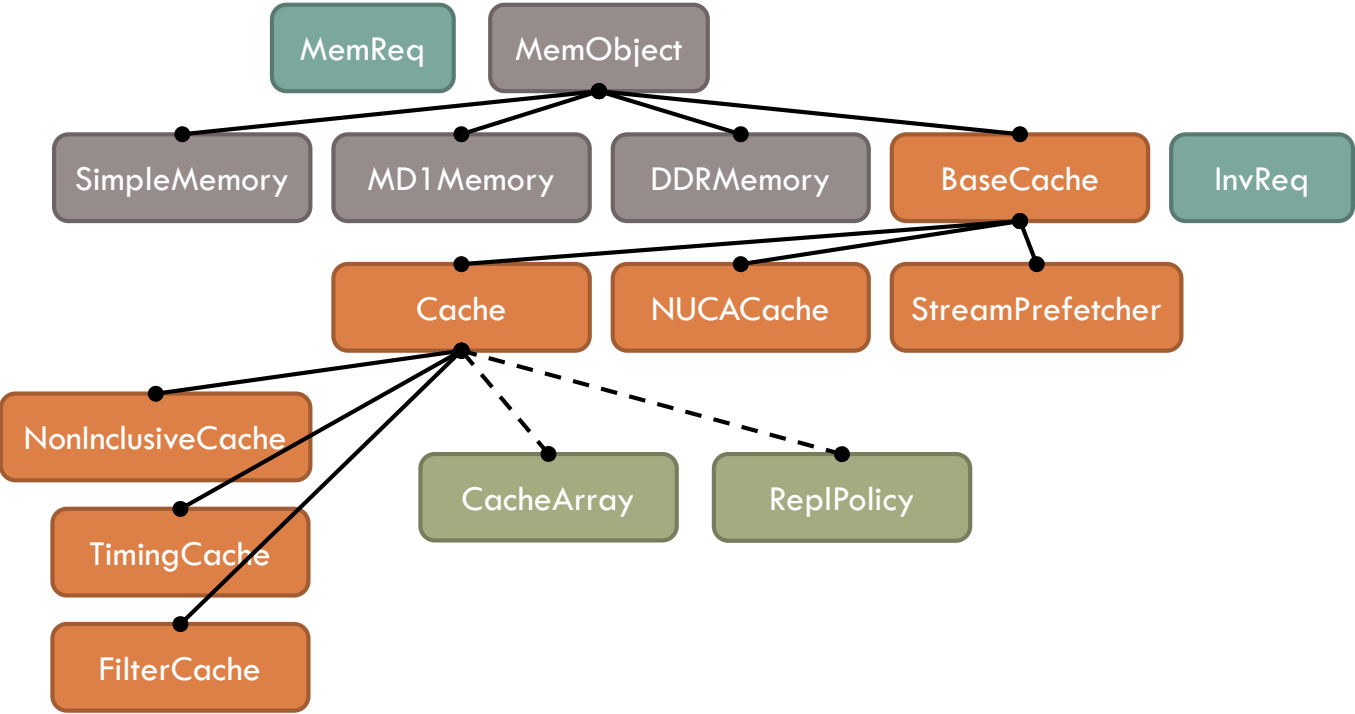 MemReq
MemObject
SimpleMemory
MD1Memory
DDRMemory
BaseCache
InvReq
Cache
NUCACache
StreamPrefetcher
NonInclusiveCache
CacheArray
ReplPolicy
TimingCache
FilterCache